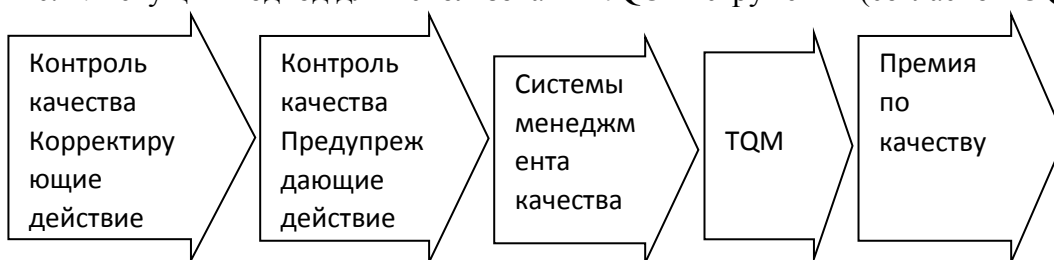 Контроль
качества
Корректиру
ющие
действие
Контроль
качества
Предупреж
дающие
действие
Системы
менеджм
ента
качества
TQM
Премия
по
качеству